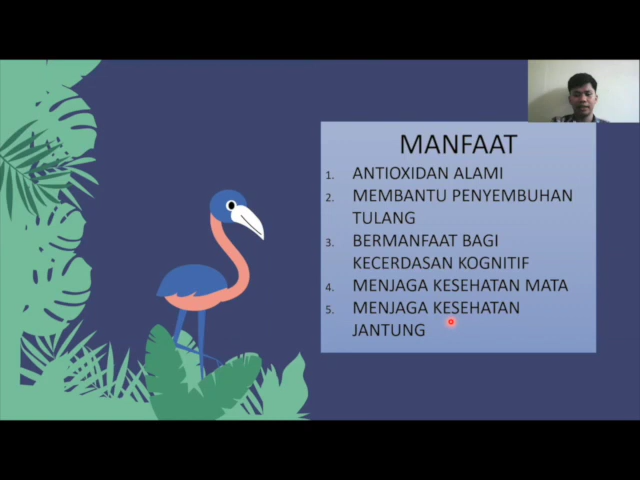 MANFAAT
1. ANTIOXIDAN ALAMI
2. MEMBANTU PENYEMBUHAN
TULANG
3. BERMANFAAT BAGI
KECERDASAN KOGNITIF
4. MENJAGA KESEHATAN MATA
5. MENJAGA KESEHATAN
JANTUNG